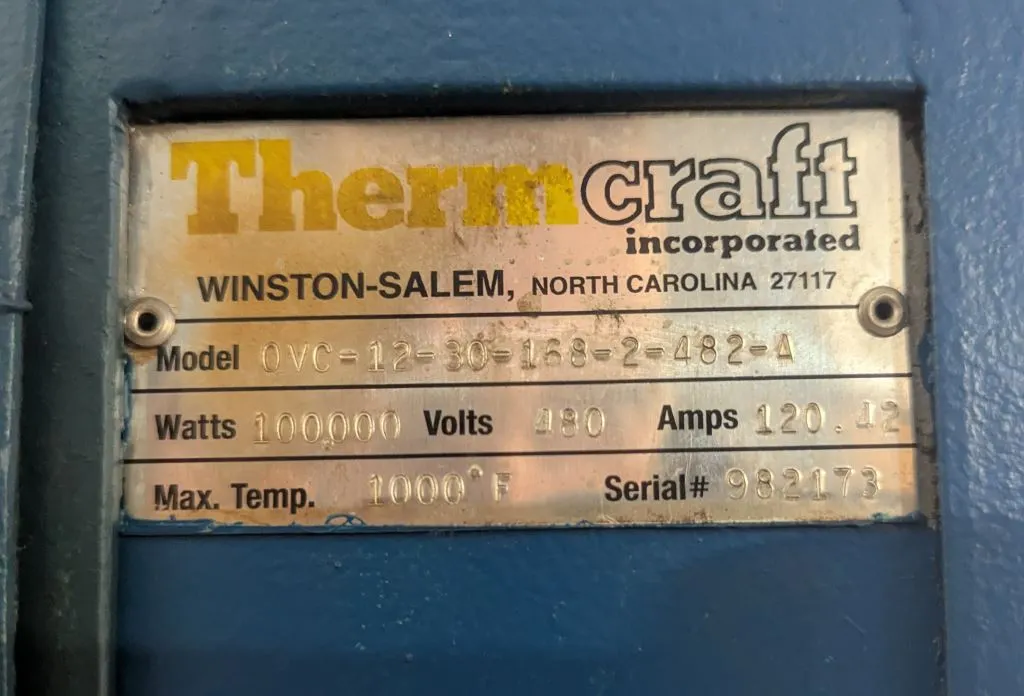 Thermcraft
incorporated
WINSTON-SALEM, NORTH CAROLINA 27117
Model OVC-12-30-168-2-482-A
Watts 100000 Volts 480 Amps 120.42
Max. Temp. 1000°F Serial# 982173